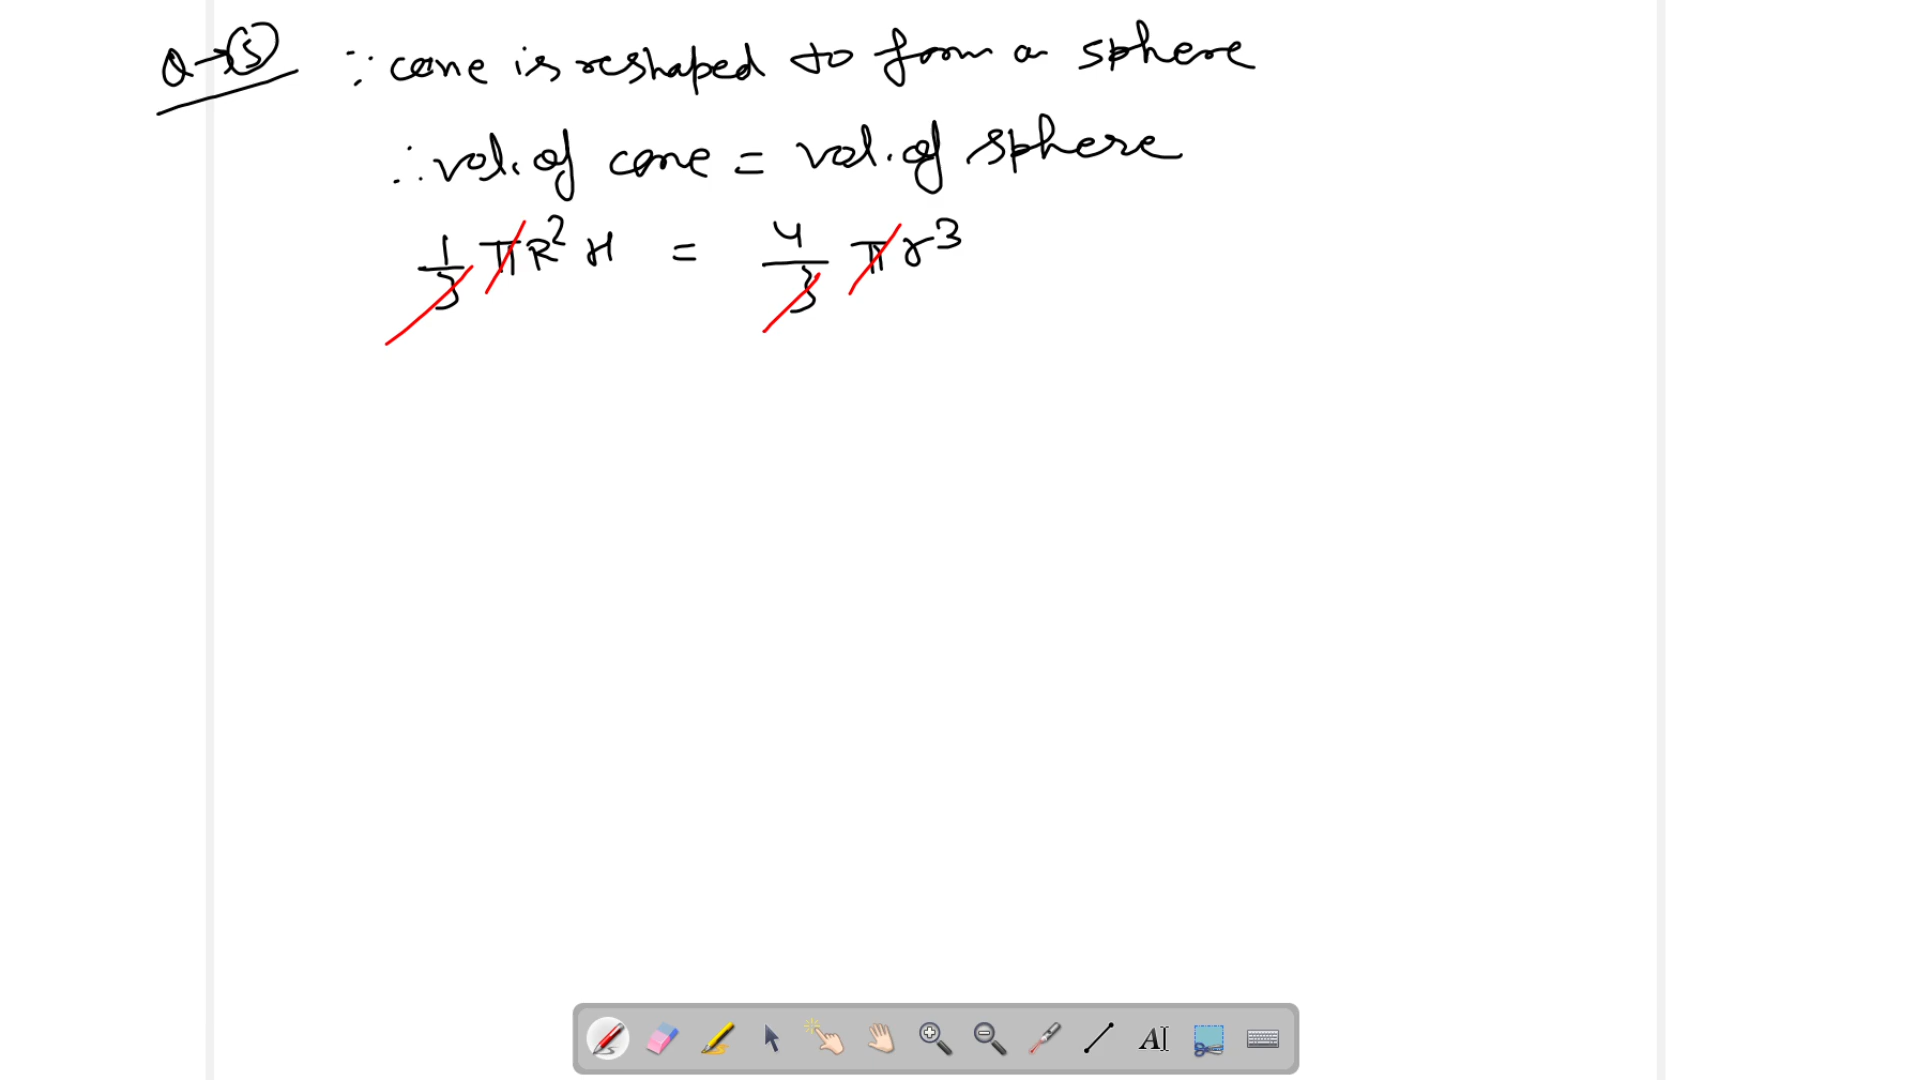 Q→(5) ∵ cone is reshaped to form a sphere
∴ vol. of cone = vol. of sphere
1/3 πR² H = 4/3 πr³
A